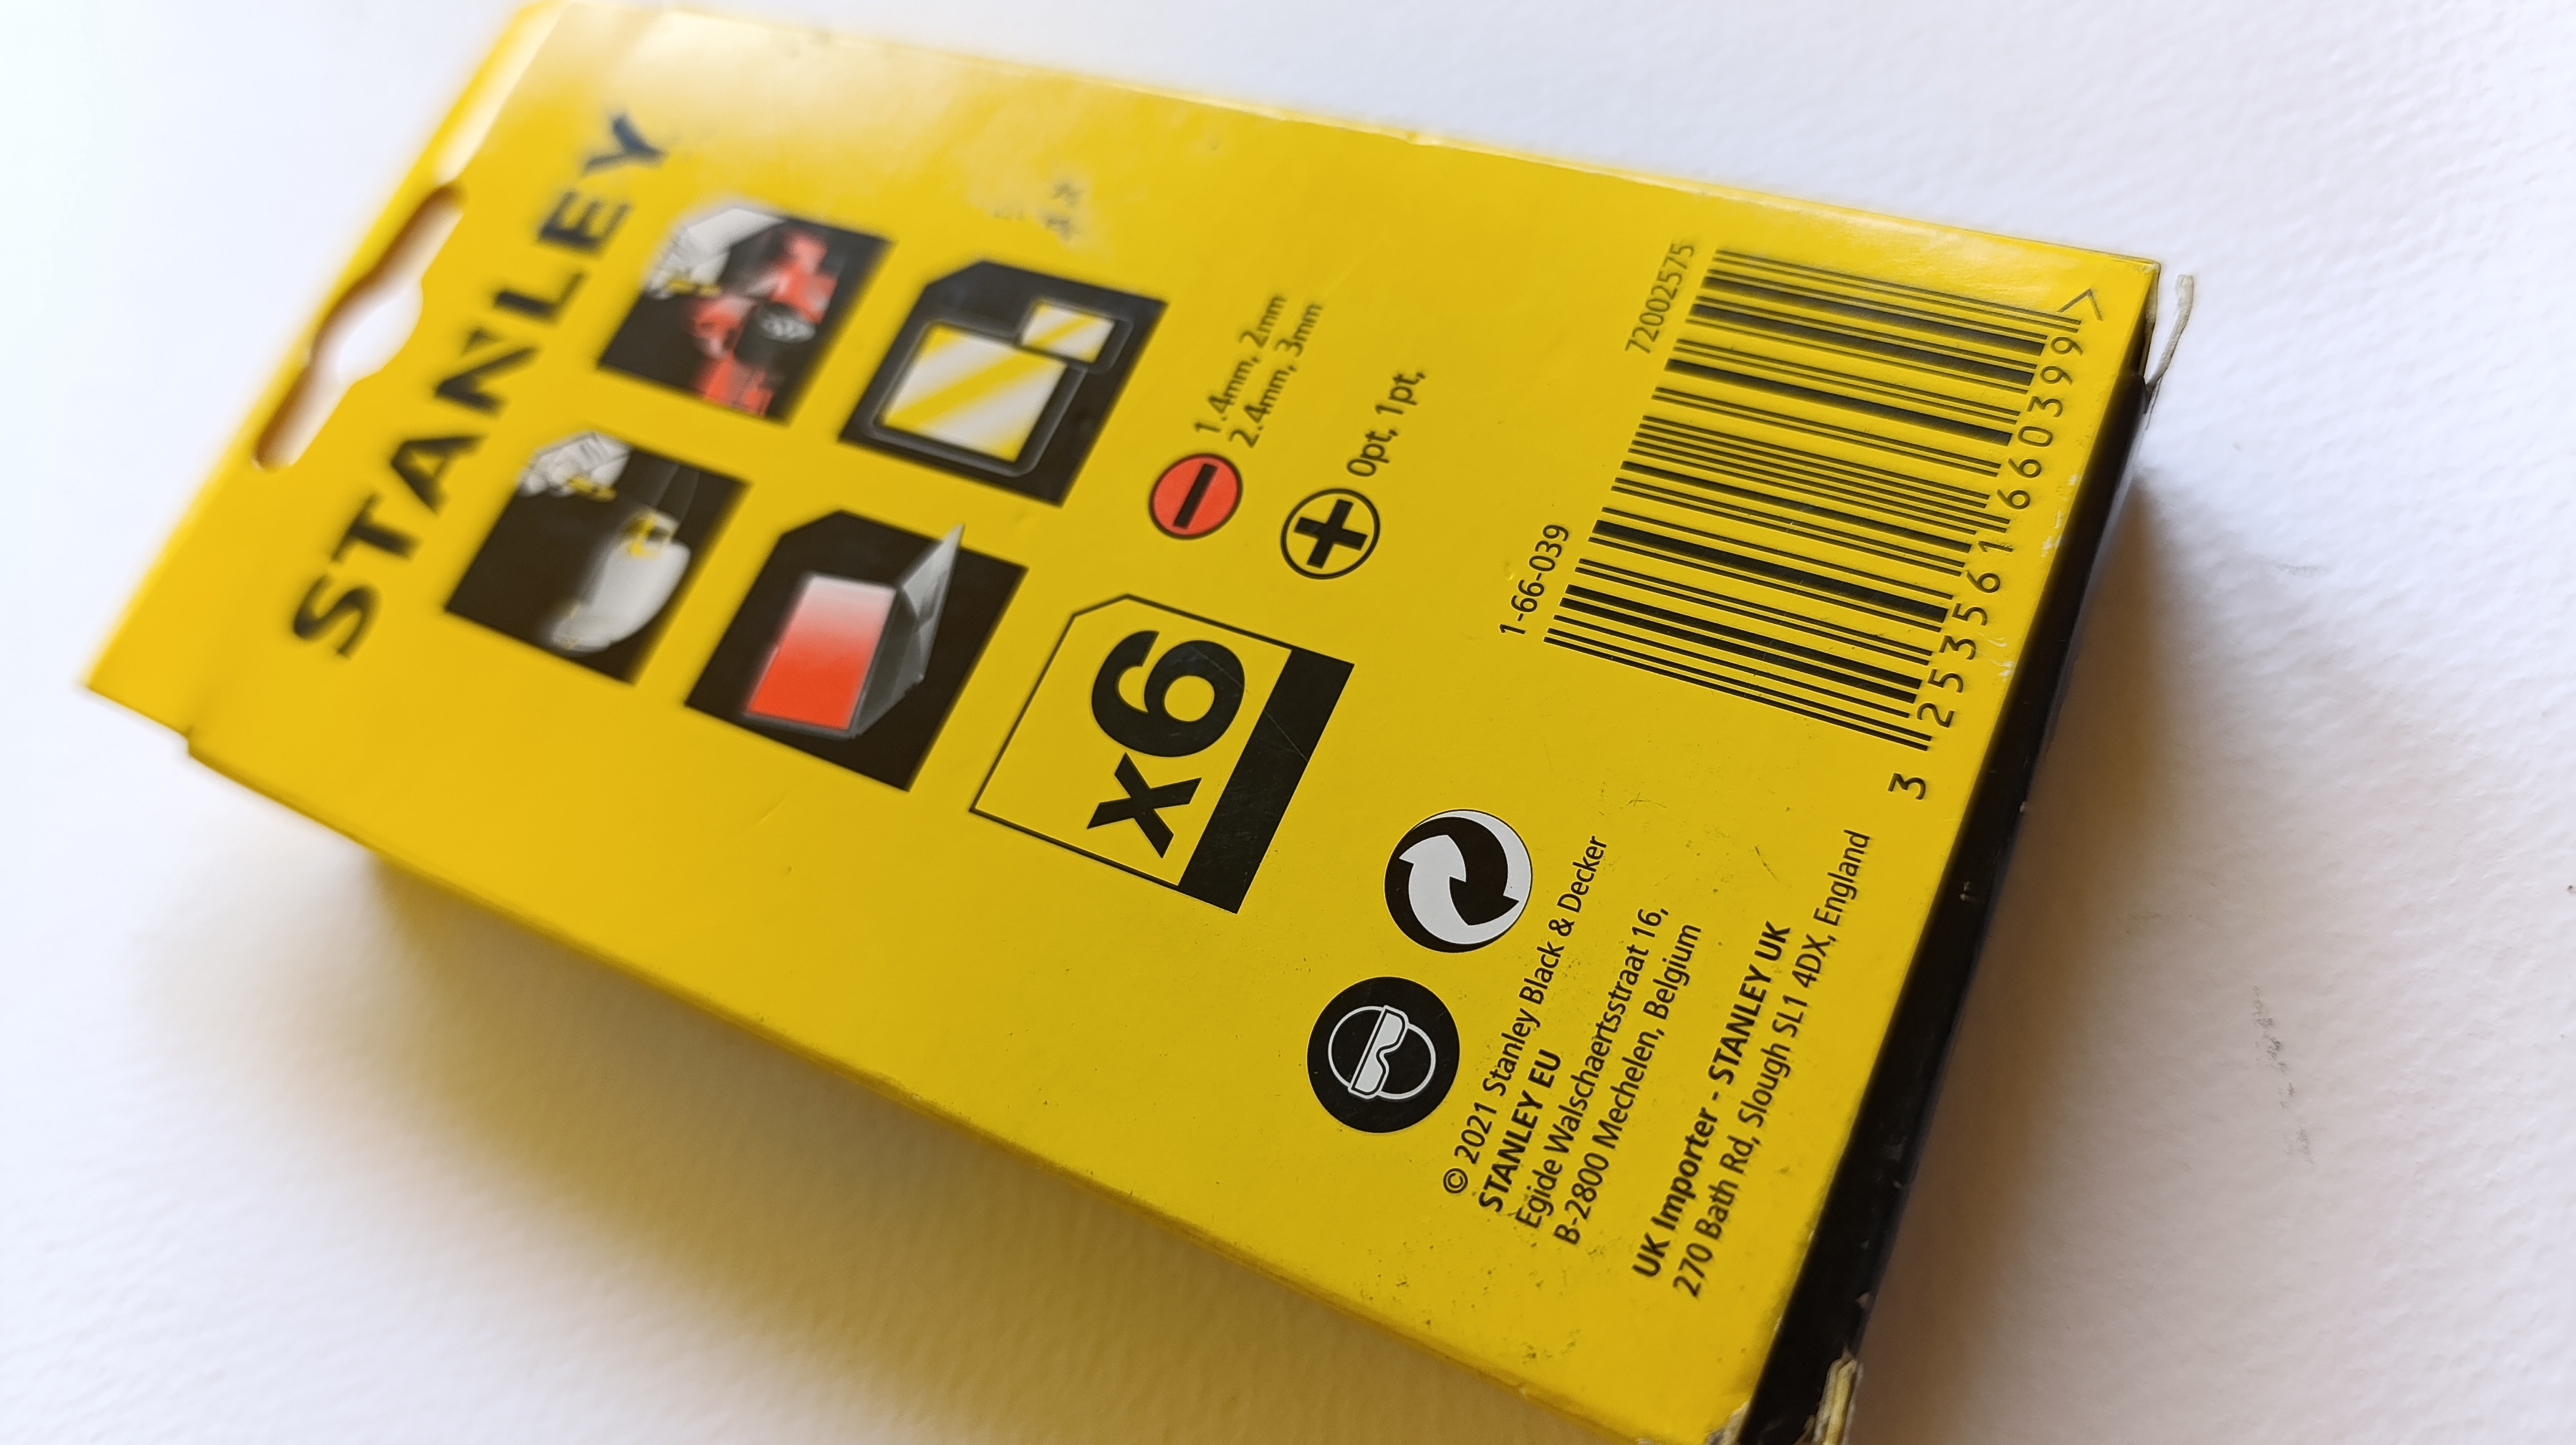 STANLEY
x6
1.4mm, 2mm
2.4mm, 3mm
0pt, 1pt,
© 2021 Stanley Black & Decker
STANLEY EU
Egide Walschaertsstraat 16,
B-2800 Mechelen, Belgium
UK Importer - STANLEY UK
270 Bath Rd, Slough SL1 4DX, England
1-66-039
72002575
3 253561 660399 >